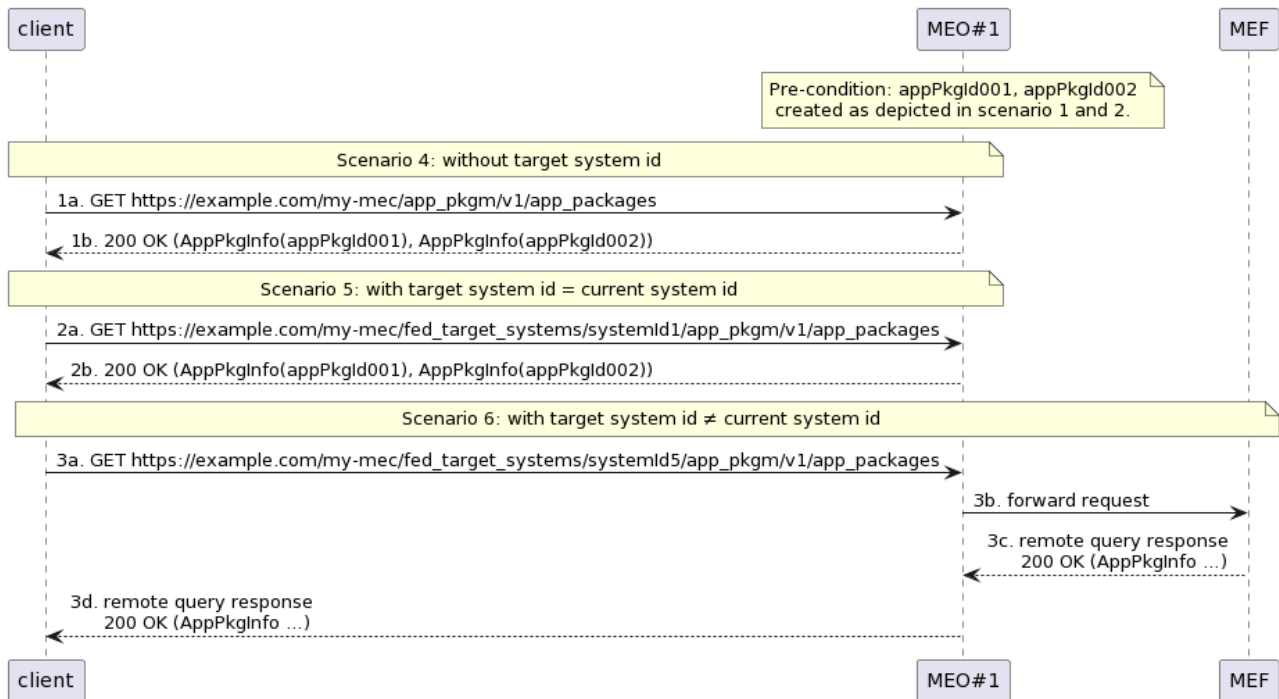 client
MEO#1
MEF
Pre-condition: appPkgId001, appPkgId002
created as depicted in scenario 1 and 2.
Scenario 4: without target system id
1a. GET https://example.com/my-mec/app_pkgm/v1/app_packages
1b. 200 OK (AppPkgInfo(appPkgId001), AppPkgInfo(appPkgId002))
Scenario 5: with target system id = current system id
2a. GET https://example.com/my-mec/fed_target_systems/systemId1/app_pkgm/v1/app_packages
2b. 200 OK (AppPkgInfo(appPkgId001), AppPkgInfo(appPkgId002))
Scenario 6: with target system id ≠ current system id
3a. GET https://example.com/my-mec/fed_target_systems/systemId5/app_pkgm/v1/app_packages
3b. forward request
3c. remote query response
200 OK (AppPkgInfo ...)
3d. remote query response
200 OK (AppPkgInfo ...)
client
MEO#1
MEF